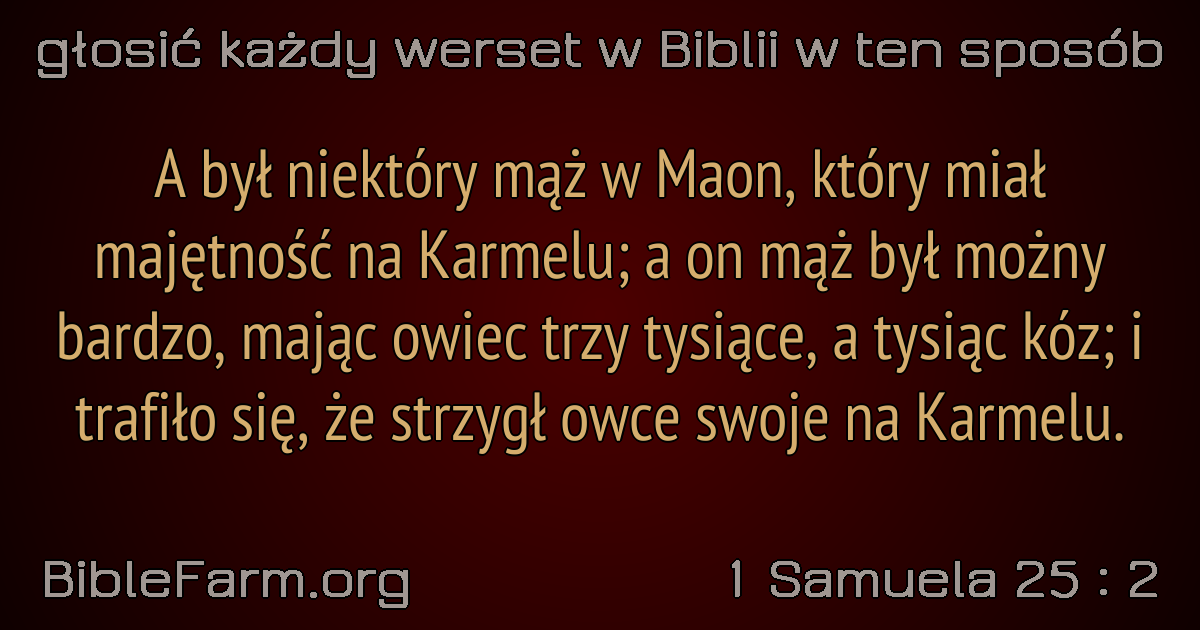 głosić każdy werset w Biblii w ten sposób
A był niektóry mąż w Maon, który miał
majętność na Karmelu; a on mąż był możny
bardzo, mając owiec trzy tysiące, a tysiąc kóz; i
trafiło się, że strzygł owce swoje na Karmelu.
BibleFarm.org
1 Samuela 25 : 2